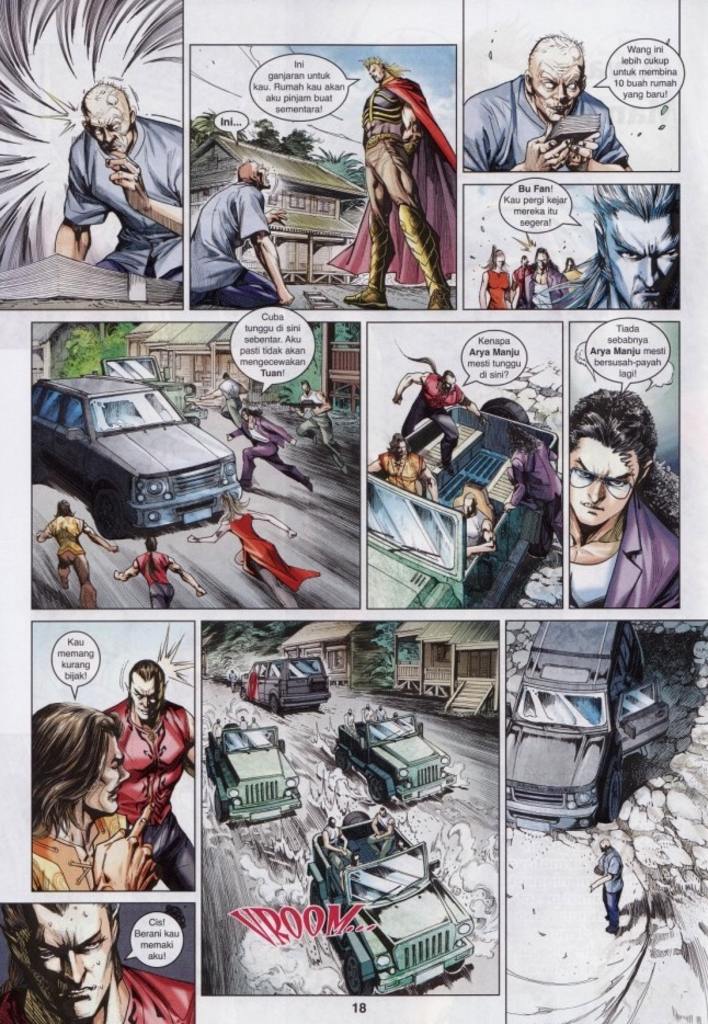 Ini...
Ini
ganjaran untuk
kau. Rumah kau akan
aku pinjam buat
sementara!
Wang ini
lebih cukup
untuk membina
10 buah rumah
yang baru!
Bu Fan!
Kau pergi kejar
mereka itu
segera!
Cuba
tunggu di sini
sebentar. Aku
pasti tidak akan
mengecewakan
Tuan!
Kenapa
Arya Manju
mesti tunggu
di sini?
Tiada
sebabnya
Arya Manju mesti
bersusah-payah
lagi!
Kau
memang
kurang
bijak!
Cis!
Berani kau
memaki
aku!
VROOM...
18